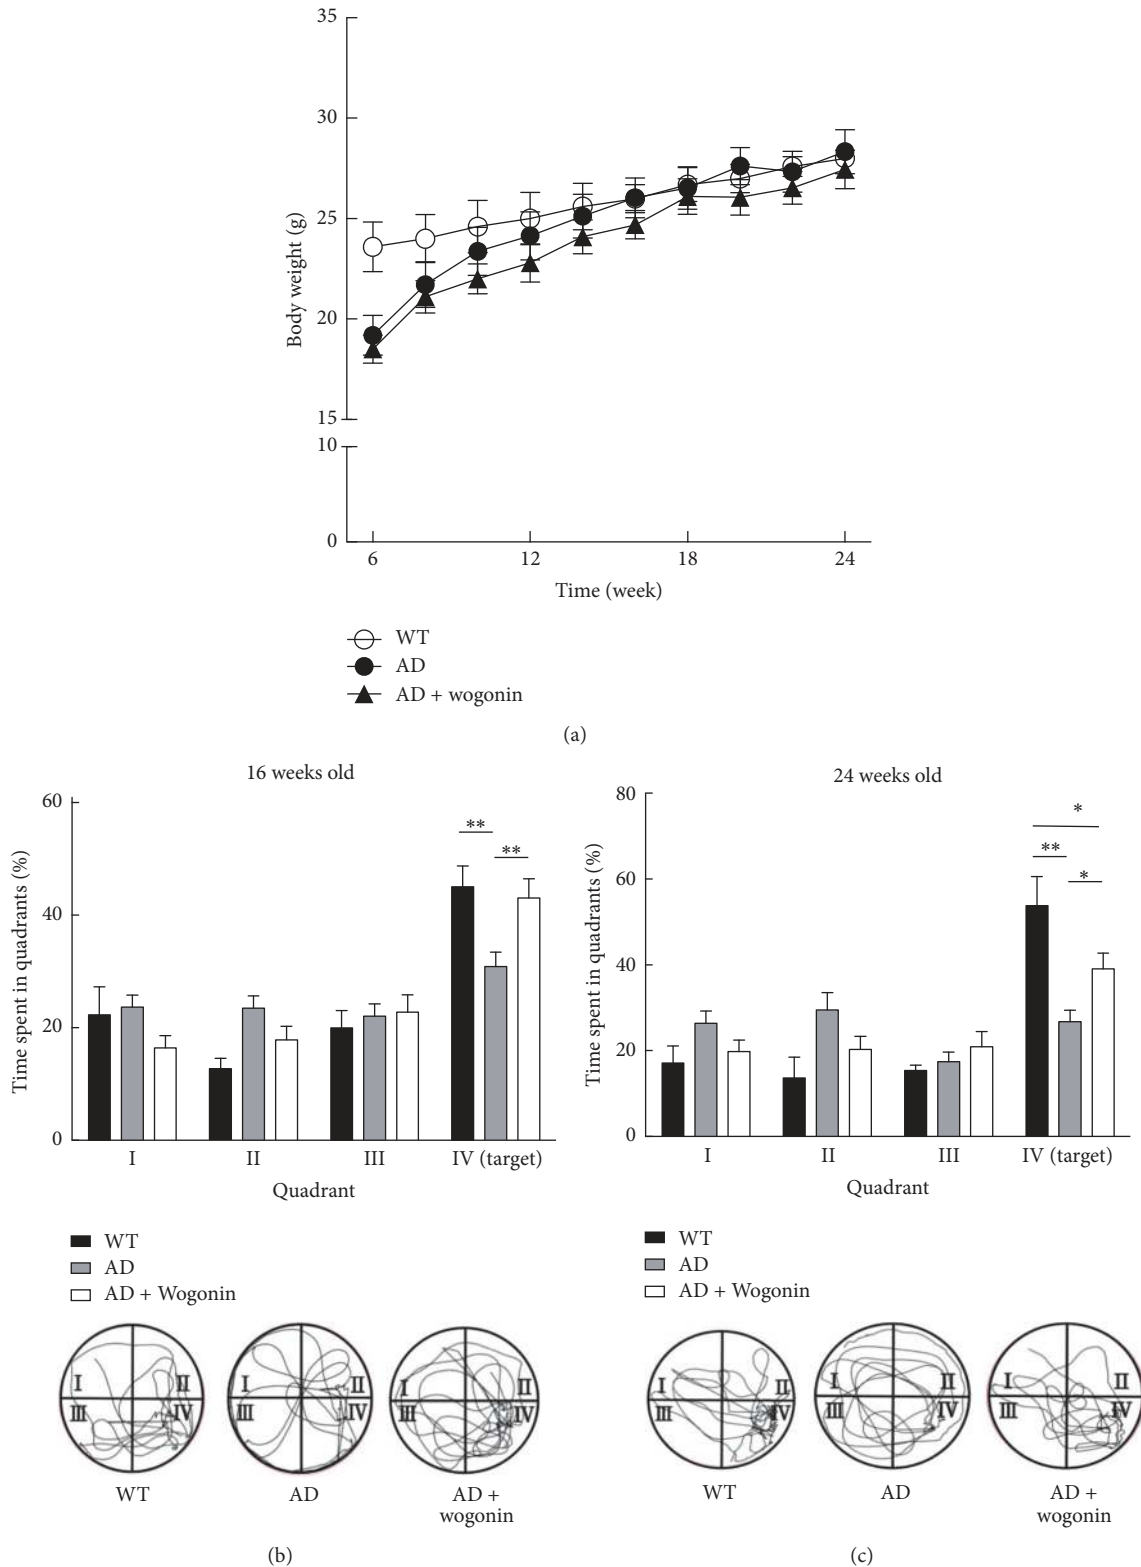 35
30
25
20
15
10
0
Body weight (g)
6 12 18 24
Time (week)
WT
AD
AD + wogonin
(a)
16 weeks old
60
40
20
0
Time spent in quadrants (%)
** **
I II III IV (target)
Quadrant
WT
AD
AD + Wogonin
I II
III IV
WT
I II
III IV
AD
I II
III IV
AD +
wogonin
(b)
24 weeks old
80
60
40
20
0
Time spent in quadrants (%)
*
**
*
I II III IV (target)
Quadrant
WT
AD
AD + Wogonin
I II
III IV
WT
I II
III IV
AD
I II
III IV
AD +
wogonin
(c)